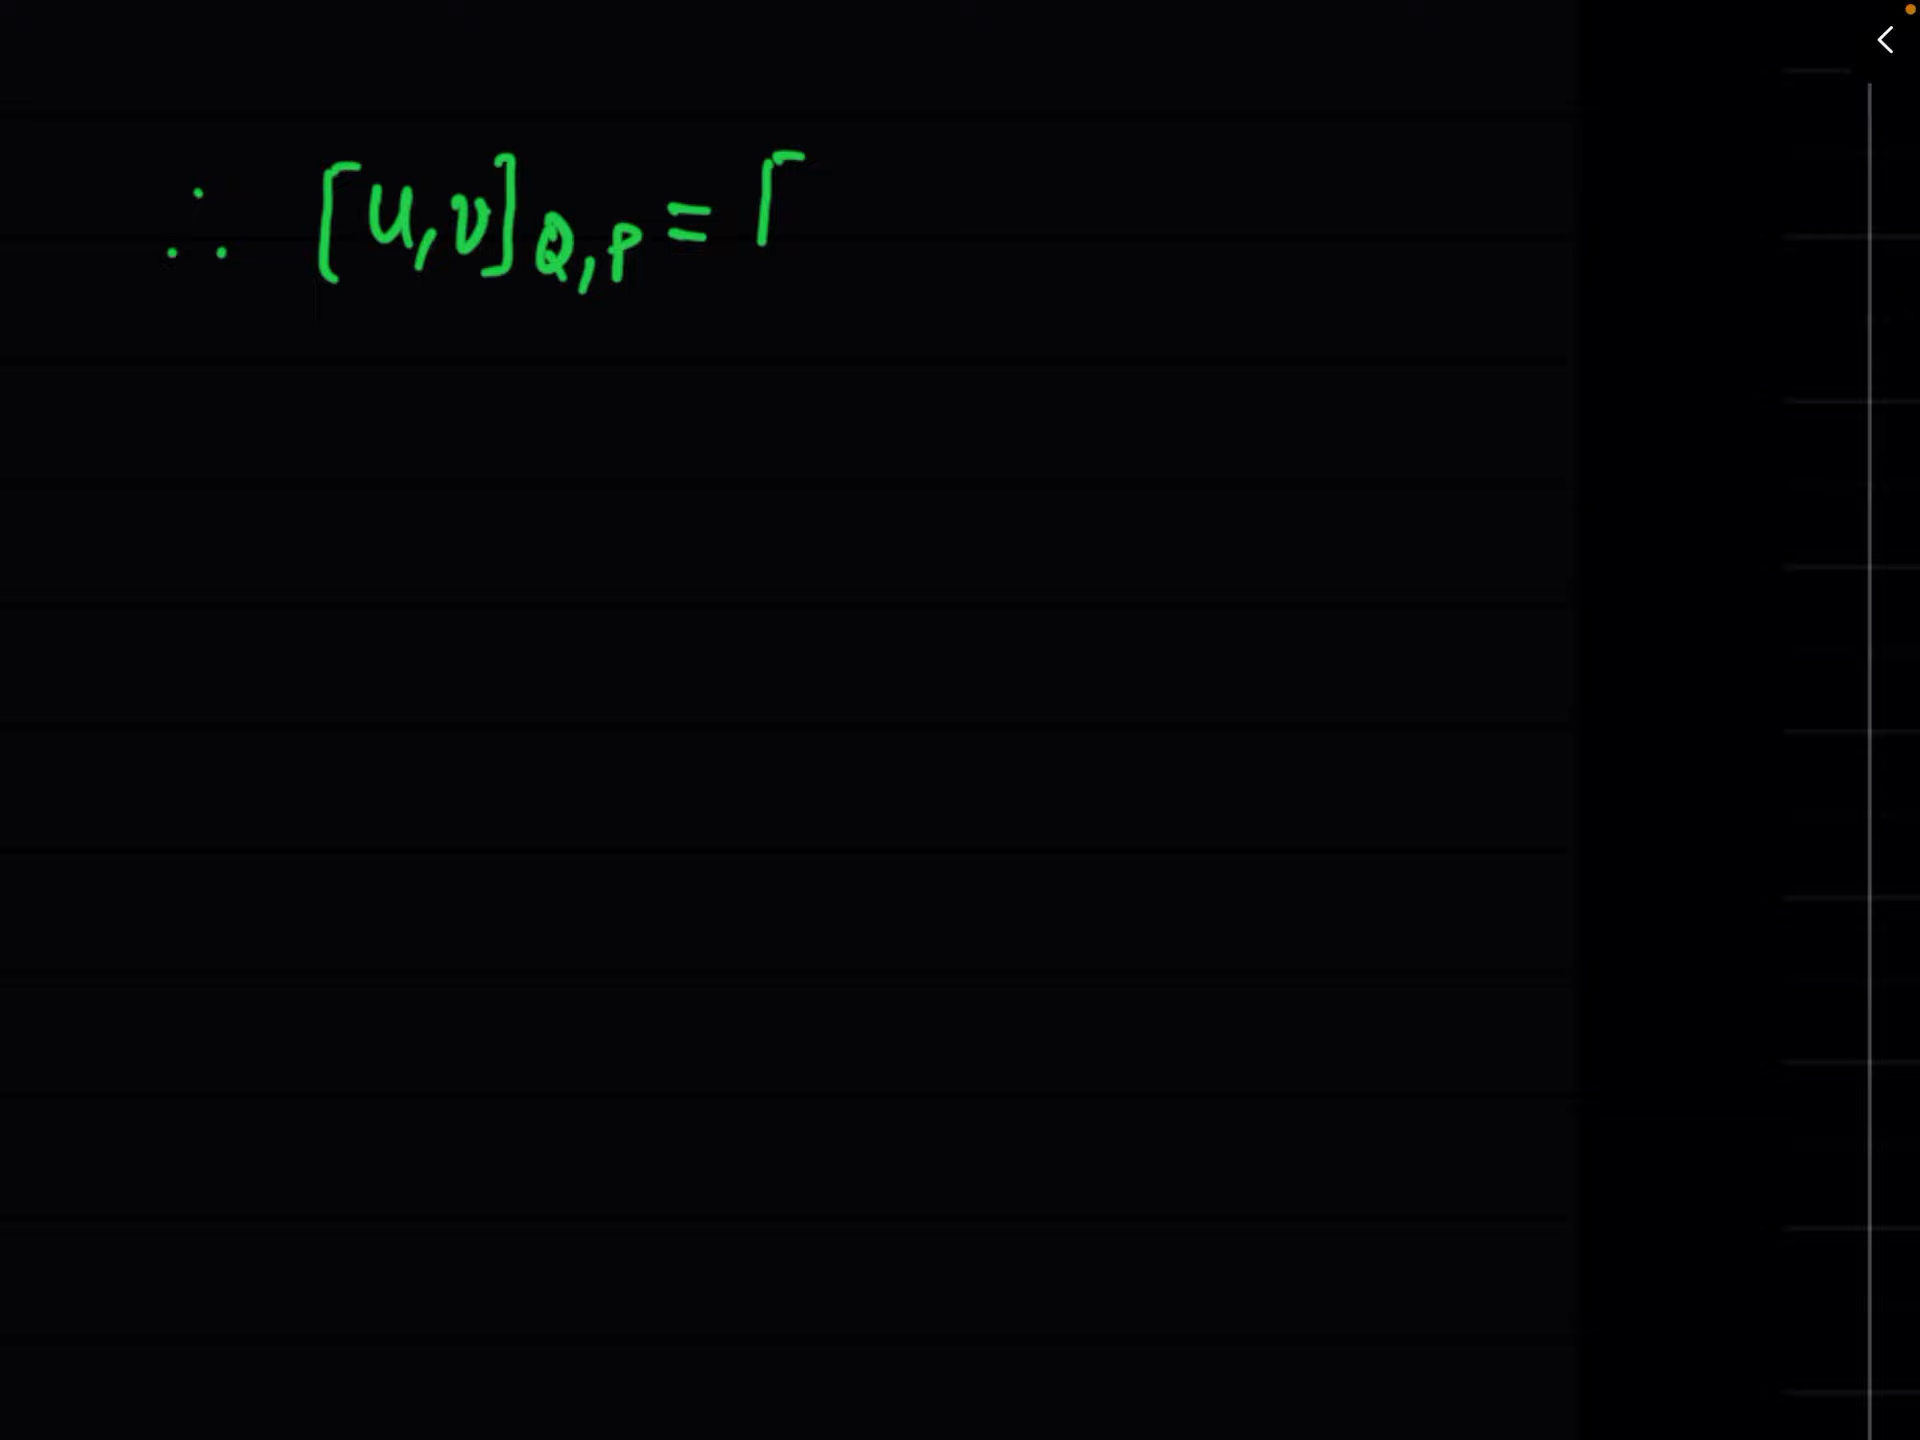 ∴ [u,v]Q,P = [